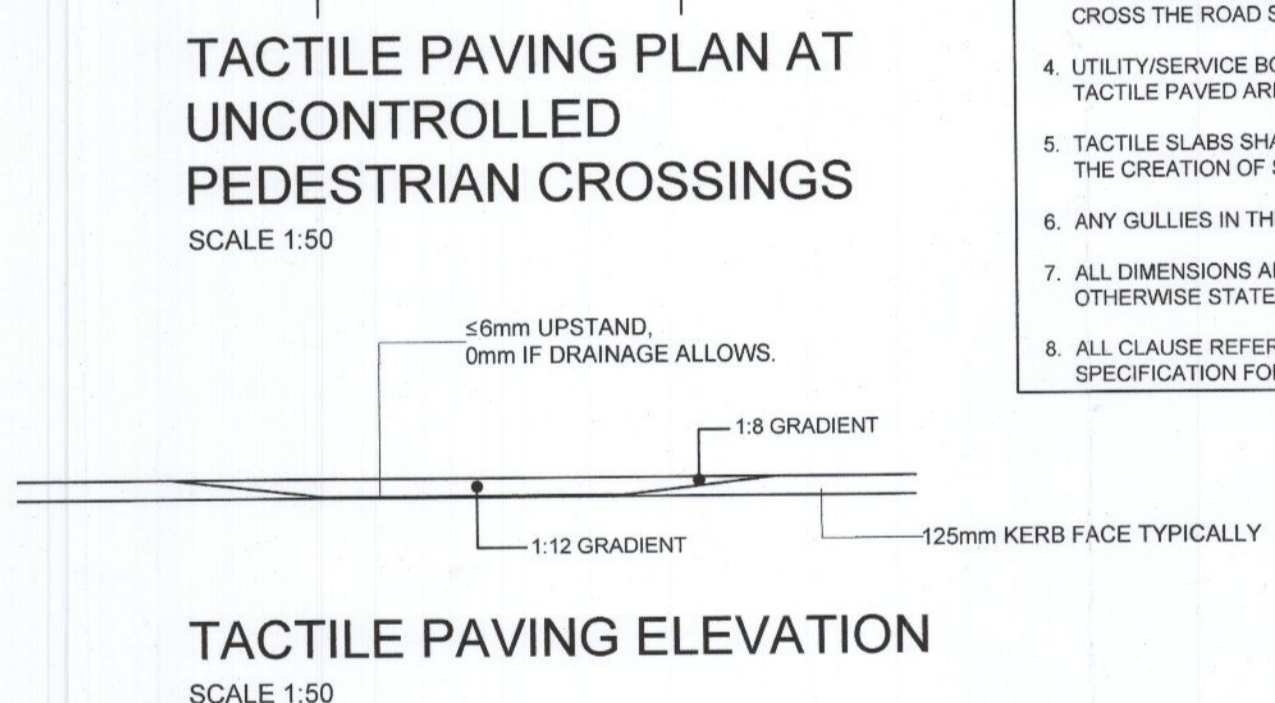 TACTILE PAVING PLAN AT
UNCONTROLLED
PEDESTRIAN CROSSINGS
SCALE 1:50
≤6mm UPSTAND,
0mm IF DRAINAGE ALLOWS.
1:8 GRADIENT
1:12 GRADIENT
125mm KERB FACE TYPICALLY
TACTILE PAVING ELEVATION
SCALE 1:50
CROSS THE ROAD
4. UTILITY/SERVICE
TACTILE PAVED
5. TACTILE SLABS
THE CREATION OF
6. ANY GULLIES IN
7. ALL DIMENSIONS
OTHERWISE
8. ALL CLAUSE
SPECIFICATION